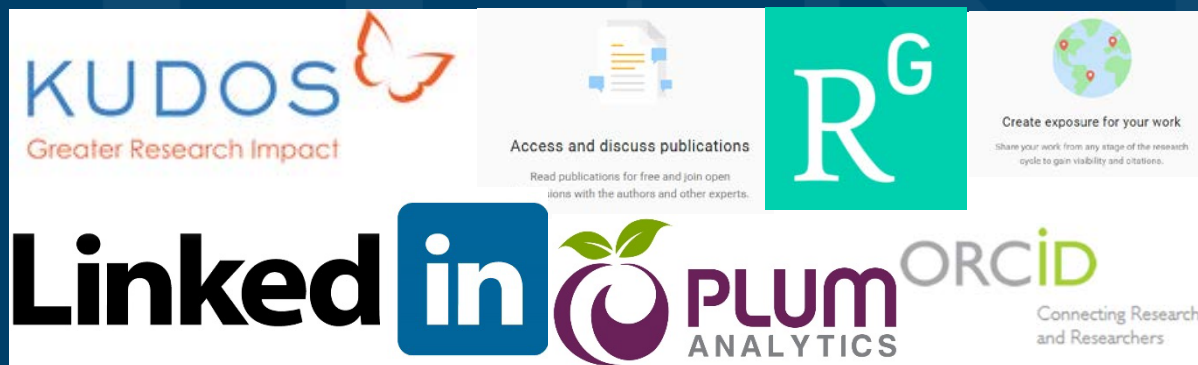 KUDOS
Greater Research Impact
Access and discuss publications
Read publications for free and join open
ions with the authors and other experts.
RG
Create exposure for your work
Share your work from any stage of the research
cycle to gain visibility and citations.
Linked in
PLUM
ANALYTICS
ORCiD
Connecting Research
and Researchers